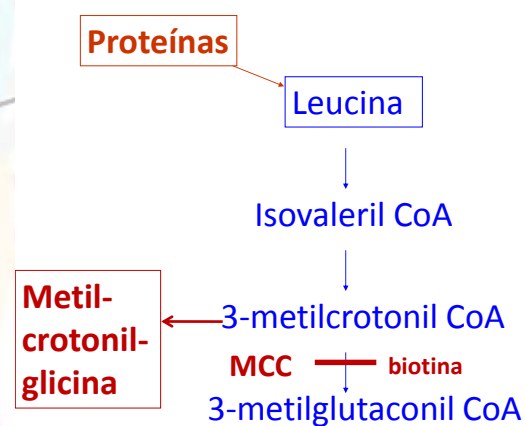 Proteínas
Leucina
Isovaleril CoA
Metil-
crotonil-
glicina
3-metilcrotonil CoA
MCC
biotina
3-metilglutaconil CoA